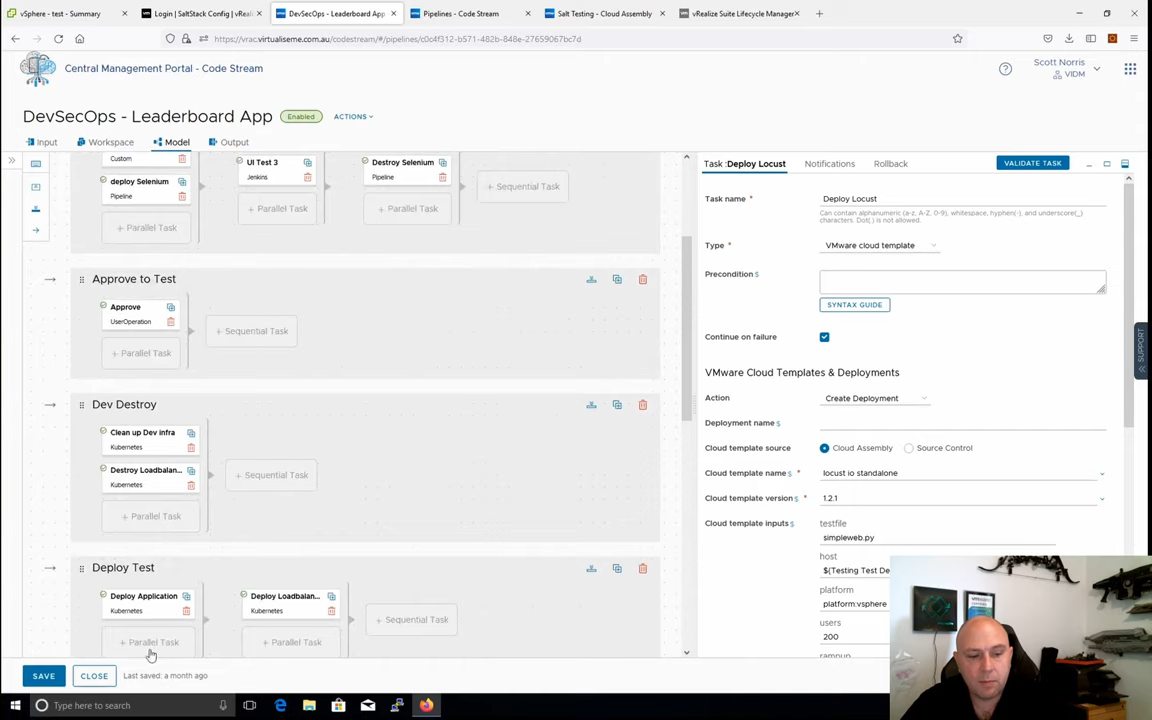 vSphere - test - Summary
Login | SaltStack Config | vReali
DevSecOps - Leaderboard App
Pipelines - Code Stream
Salt Testing - Cloud Assembly
vRealize Suite Lifecycle Manager
https://vrac.virtualiseme.com.au/codestream/#/pipelines/c0c4f312-b571-482b-848e-27659067bc7d
Central Management Portal - Code Stream
Scott Norris
VIDM
DevSecOps - Leaderboard App
Enabled
ACTIONS
Input
Workspace
Model
Output
Custom
deploy Selenium
Pipeline
+ Parallel Task
UI Test 3
Jenkins
+ Parallel Task
Destroy Selenium
Pipeline
+ Parallel Task
+ Sequential Task
Approve to Test
Approve
UserOperation
+ Parallel Task
+ Sequential Task
Dev Destroy
Clean up Dev infra
Kubernetes
Destroy Loadbalan...
Kubernetes
+ Parallel Task
+ Sequential Task
Deploy Test
Deploy Application
Kubernetes
+ Parallel Task
Deploy Loadbalan...
Kubernetes
+ Parallel Task
+ Sequential Task
Task :Deploy Locust
Notifications
Rollback
VALIDATE TASK
Task name *
Deploy Locust
Can contain alphanumeric (a-z, A-Z, 0-9), whitespace, hyphen(-), and underscore(_)
characters. Dot(.) is not allowed.
Type *
VMware cloud template
Precondition $
SYNTAX GUIDE
Continue on failure
VMware Cloud Templates & Deployments
Action
Create Deployment
Deployment name $
Cloud template source
Cloud Assembly
Source Control
Cloud template name $ *
locust io standalone
Cloud template version $ *
1.2.1
Cloud template inputs $
testfile
simpleweb.py
host
${Testing Test De
platform
platform:vsphere
users
200
rampup
SUPPORT
SAVE
CLOSE
Last saved: a month ago
Type here to search